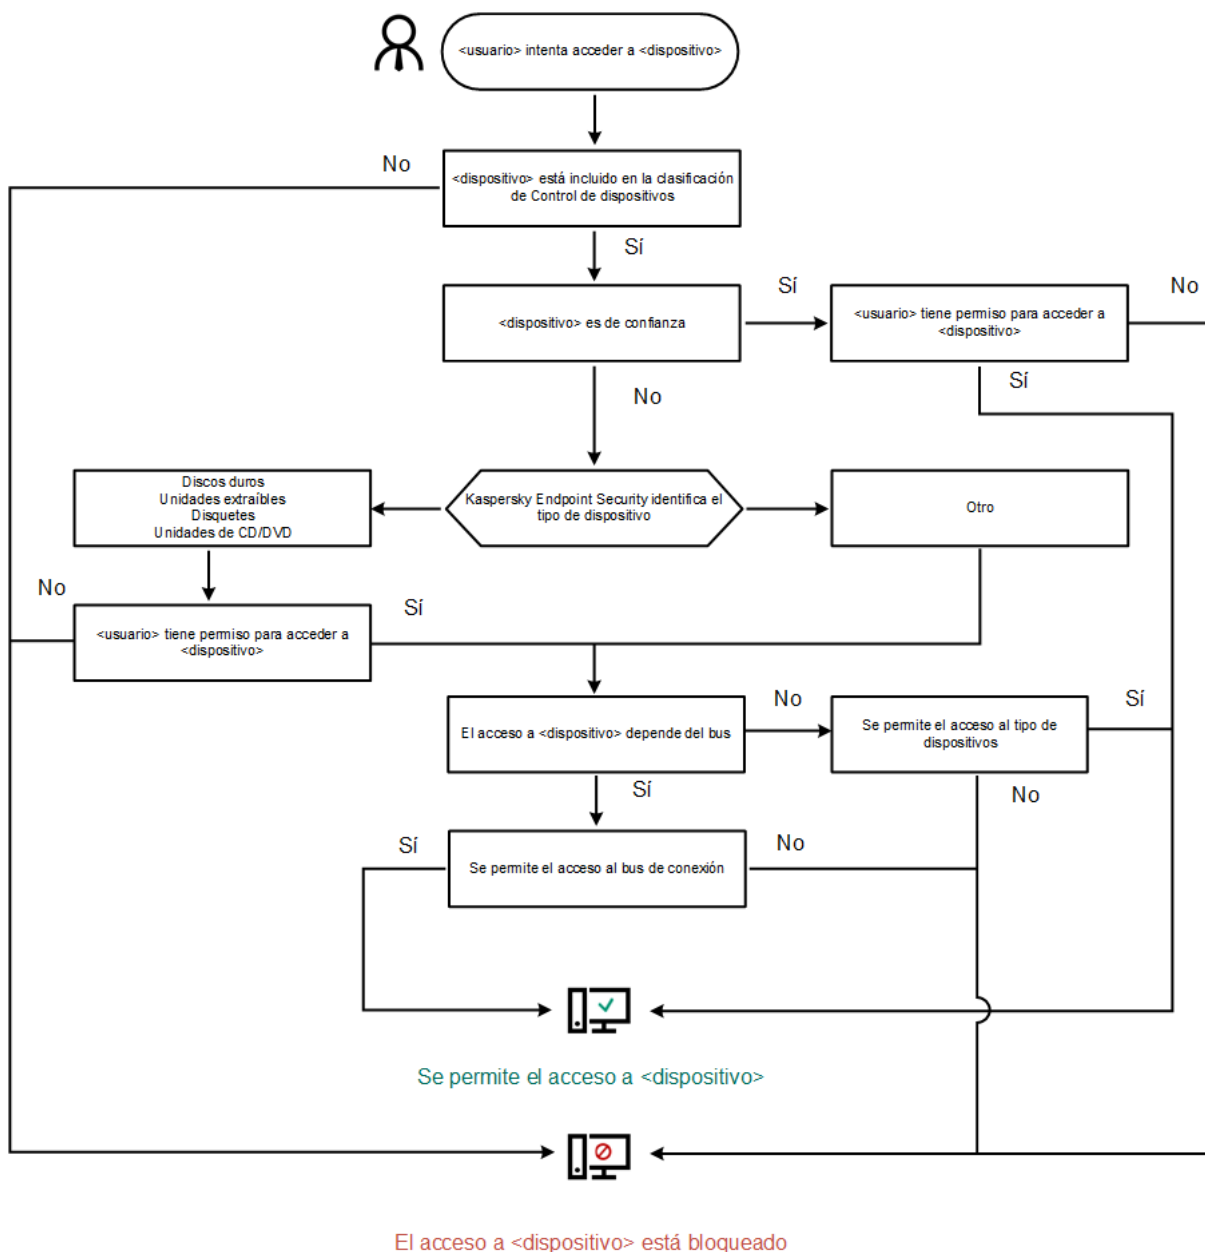 <usuario> intenta acceder a <dispositivo>
No
<dispositivo> está incluido en la clasificación
de Control de dispositivos
Sí
<dispositivo> es de confianza
Sí
<usuario> tiene permiso para acceder a
<dispositivo>
No
No
Sí
Discos duros
Unidades extraíbles
Disquetes
Unidades de CD/DVD
Kaspersky Endpoint Security identifica el
tipo de dispositivo
Otro
No
<usuario> tiene permiso para acceder a
<dispositivo>
Sí
El acceso a <dispositivo> depende del bus
No
Se permite el acceso al tipo de
dispositivos
Sí
Sí
No
Sí
Se permite el acceso al bus de conexión
No
Se permite el acceso a <dispositivo>
El acceso a <dispositivo> está bloqueado